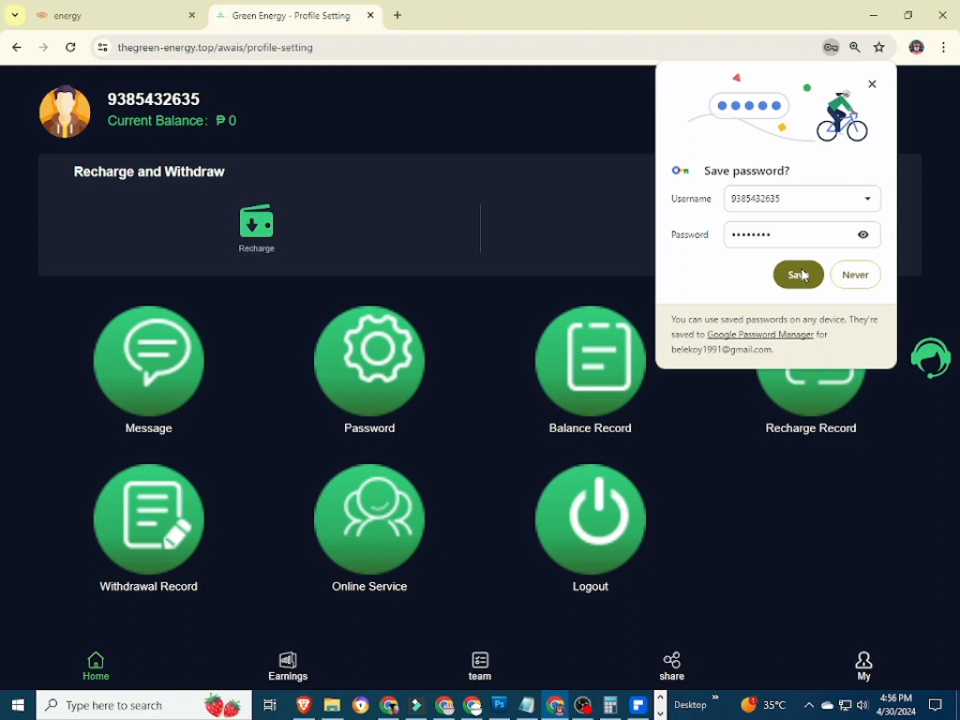 energy
Green Energy - Profile Setting
thegreen-energy.top/awais/profile-setting
9385432635
Current Balance: ₱ 0
Recharge and Withdraw
Recharge
Save password?
Username 9385432635
Password ••••••••
Save Never
You can use saved passwords on any device. They're
saved to Google Password Manager for
belekoy1991@gmail.com.
Message Password Balance Record Recharge Record
Withdrawal Record Online Service Logout
Home Earnings team share My
Type here to search
Ps
Desktop
35°C
4:56 PM
4/30/2024